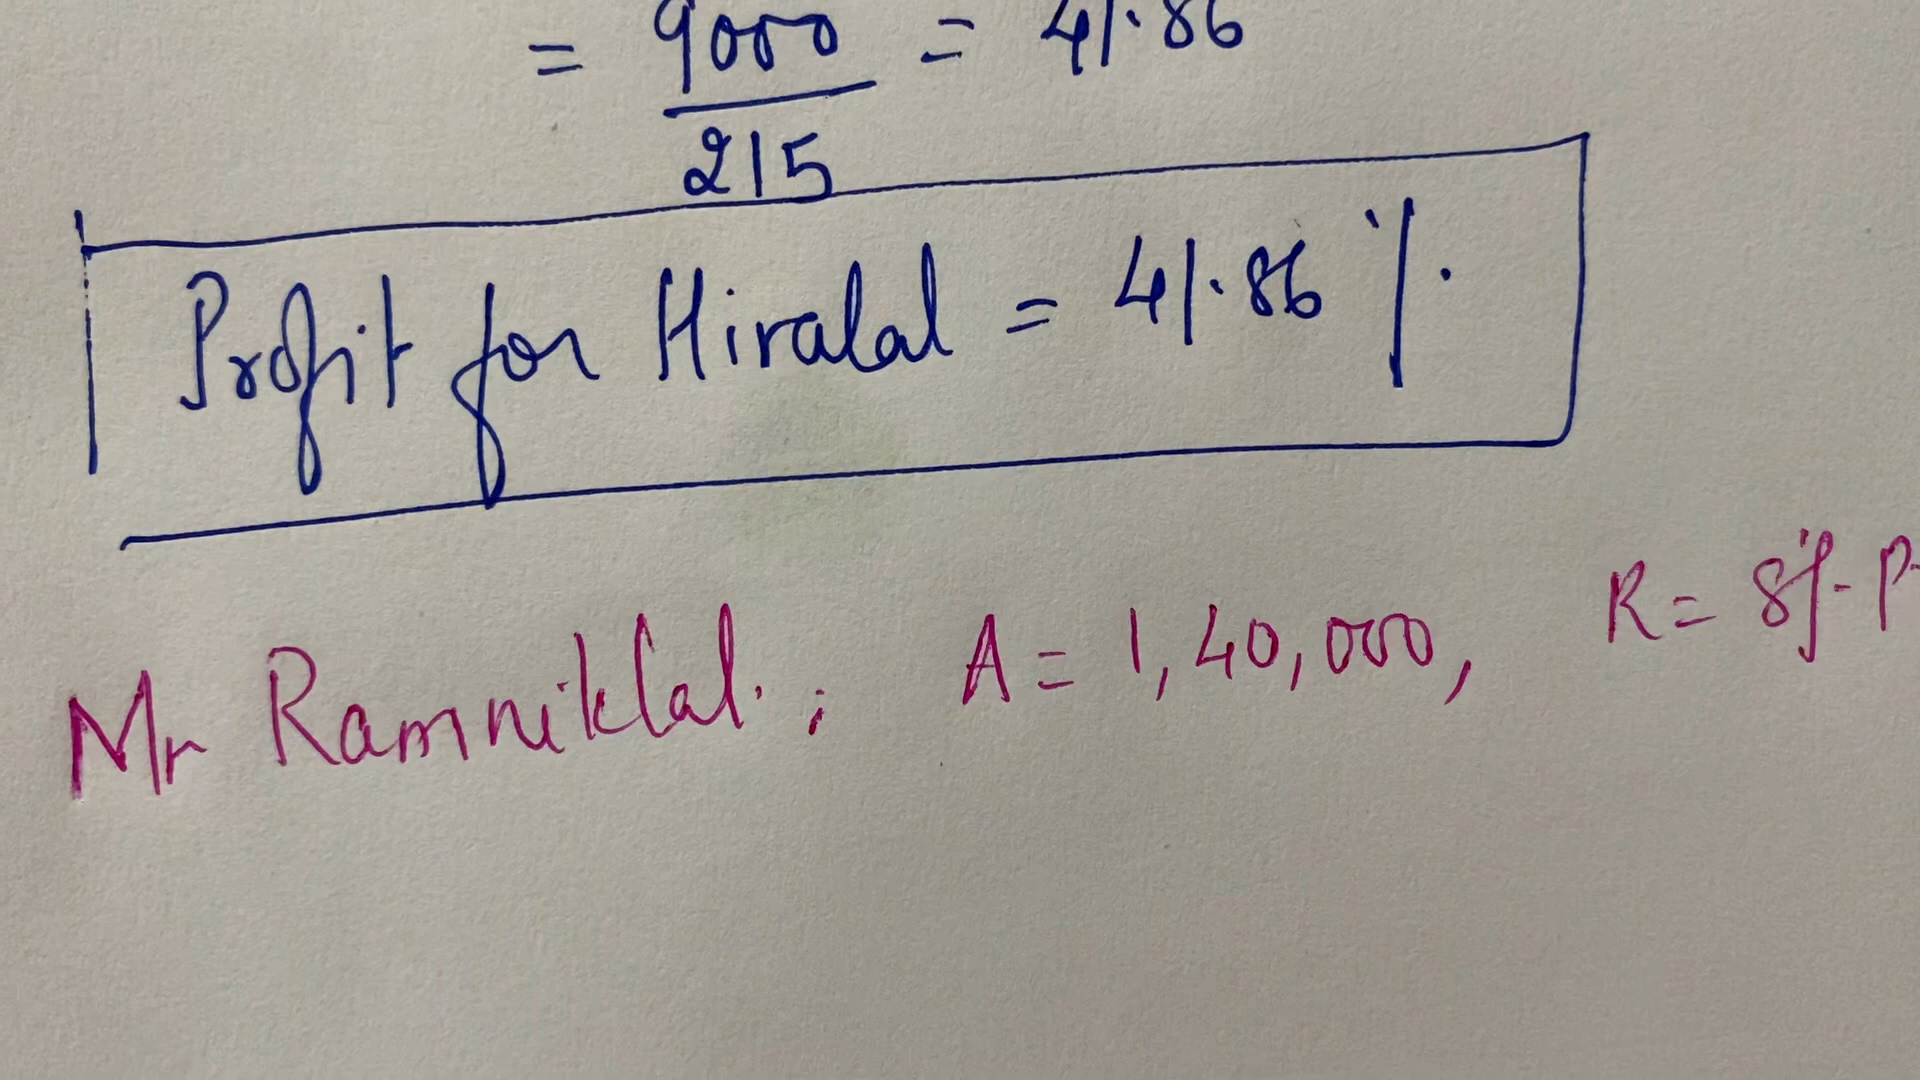 = 9000 = 41.86
215
Profit for Hiralal = 41.86 %.
Mr Ramniklal. ; A = 1,40,000, R = 8% P.